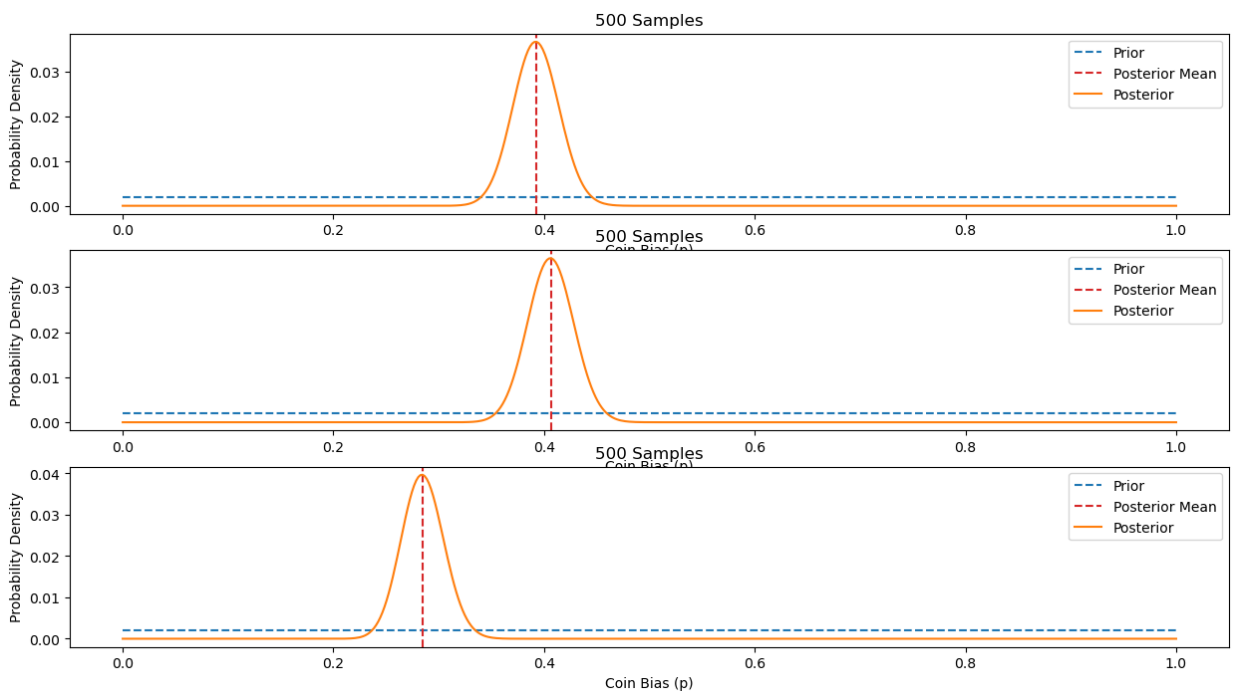 500 Samples
Probability Density
0.03
0.02
0.01
0.00
Prior
Posterior Mean
Posterior
0.0 0.2 0.4 0.6 0.8 1.0
Coin Bias (p)
500 Samples
Probability Density
0.03
0.02
0.01
0.00
Prior
Posterior Mean
Posterior
0.0 0.2 0.4 0.6 0.8 1.0
Coin Bias (p)
500 Samples
Probability Density
0.04
0.03
0.02
0.01
0.00
Prior
Posterior Mean
Posterior
0.0 0.2 0.4 0.6 0.8 1.0
Coin Bias (p)